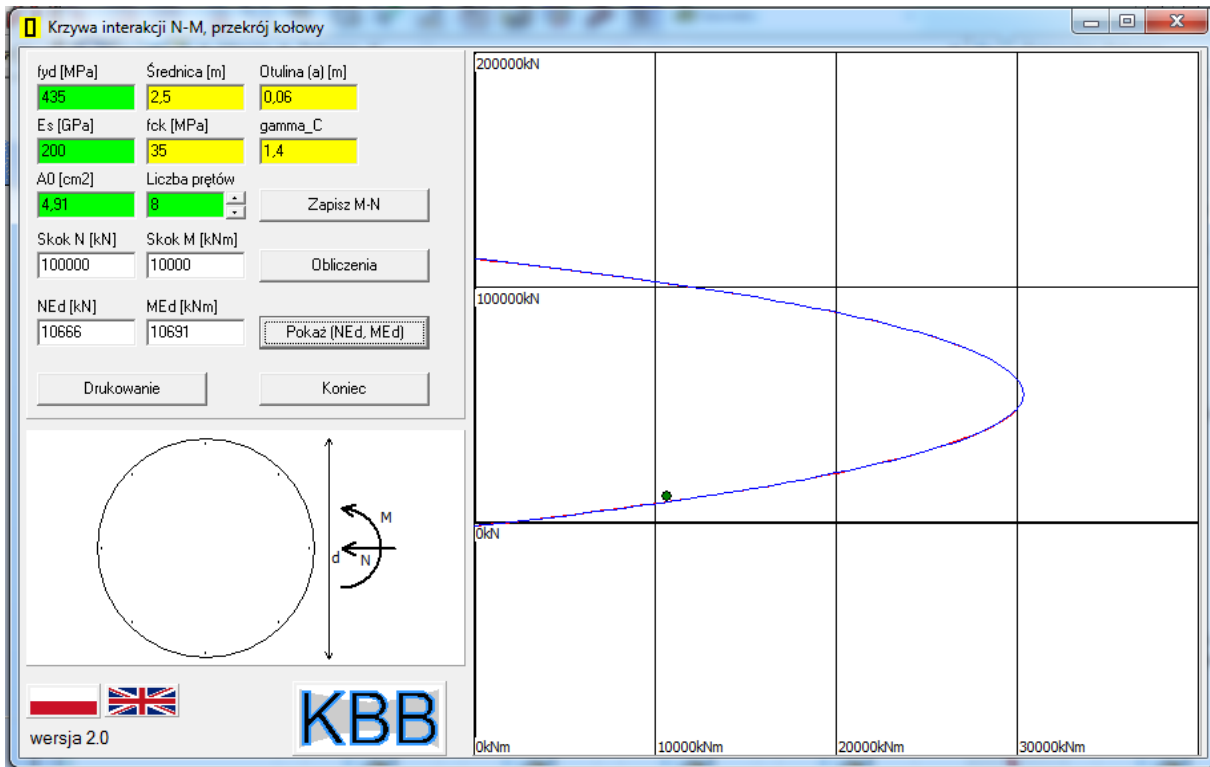 Krzywa interakcji N-M, przekrój kołowy
fyd [MPa] Średnica [m] Otulina (a) [m]
435 2,5 0,06
Es [GPa] fck [MPa] gamma_C
200 35 1,4
A0 [cm2] Liczba prętów
4,91 8 Zapisz M-N
Skok N [kN] Skok M [kNm]
100000 10000 Obliczenia
NEd [kN] MEd [kNm]
10666 10691 Pokaż (NEd, MEd)
Drukowanie Koniec
M
d N
wersja 2.0
KBB
200000kN
100000kN
0kN
0kNm 10000kNm 20000kNm 30000kNm